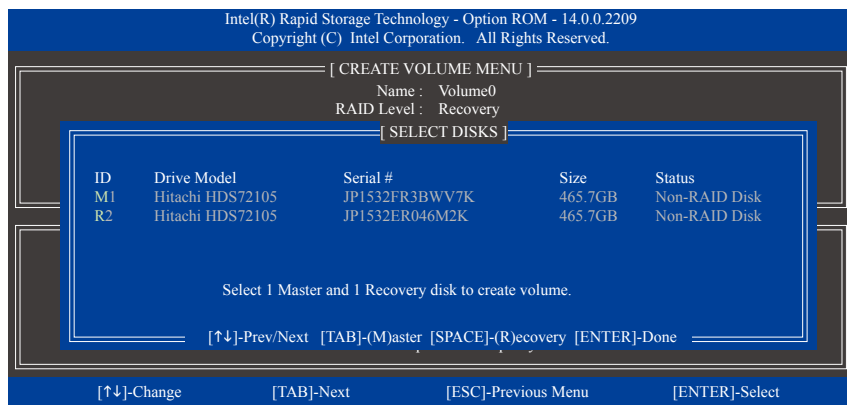 Intel(R) Rapid Storage Technology - Option ROM - 14.0.0.2209
Copyright (C) Intel Corporation. All Rights Reserved.
[ CREATE VOLUME MENU ]
Name : Volume0
RAID Level : Recovery
[ SELECT DISKS ]
ID Drive Model Serial # Size Status
M1 Hitachi HDS72105 JP1532FR3BWV7K 465.7GB Non-RAID Disk
R2 Hitachi HDS72105 JP1532ER046M2K 465.7GB Non-RAID Disk
Select 1 Master and 1 Recovery disk to create volume.
[↑↓]-Prev/Next [TAB]-(M)aster [SPACE]-(R)ecovery [ENTER]-Done
[↑↓]-Change [TAB]-Next [ESC]-Previous Menu [ENTER]-Select